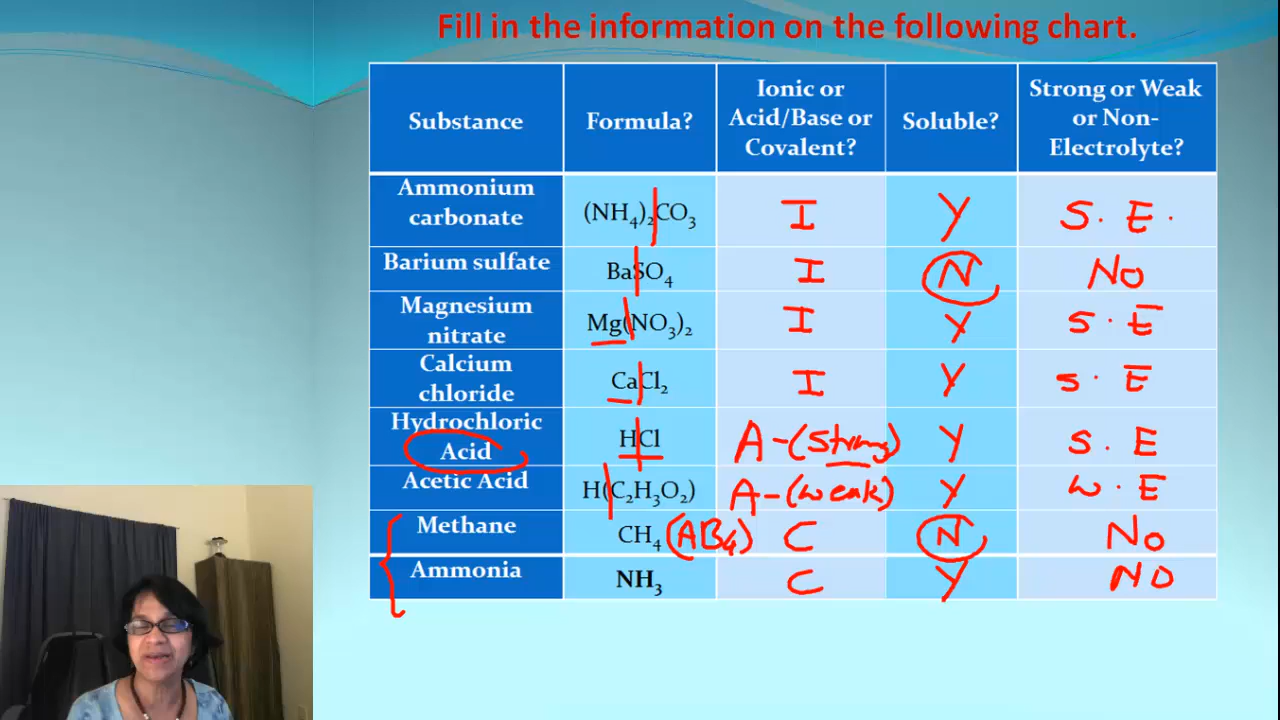 Fill in the information on the following chart.
Substance
Formula?
Ionic or
Acid/Base or
Covalent?
Soluble?
Strong or Weak
or Non-
Electrolyte?
Ammonium
carbonate
(NH₄)₂CO₃
I
Y
S. E.
Barium sulfate
BaSO₄
I
N
NO
Magnesium
nitrate
Mg(NO₃)₂
I
Y
S. E
Calcium
chloride
CaCl₂
I
Y
S. E
Hydrochloric
Acid
HCl
A-(strong)
Y
S. E
Acetic Acid
H(C₂H₃O₂)
A-(weak)
Y
W. E
Methane
CH₄
(AB₄)
C
N
No
Ammonia
NH₃
C
Y
NO